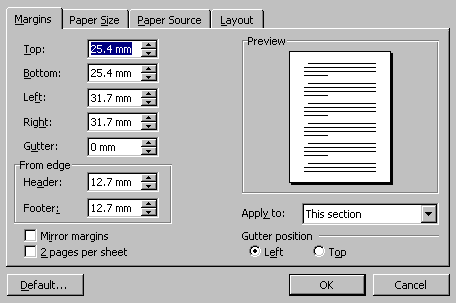 Margins Paper Size Paper Source Layout
Top: 25.4 mm
Bottom: 25.4 mm
Left: 31.7 mm
Right: 31.7 mm
Gutter: 0 mm
From edge
Header: 12.7 mm
Footer: 12.7 mm
Mirror margins
2 pages per sheet
Preview
Apply to: This section
Gutter position
Left Top
Default... OK Cancel